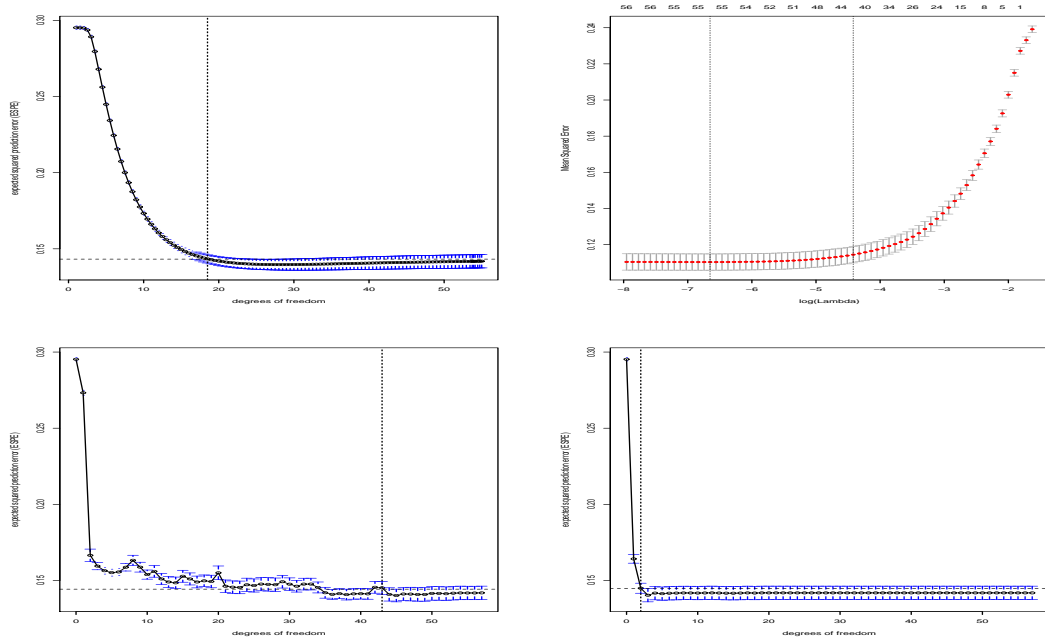 56 56 55 55 55 55 54 52 51 48 44 40 34 26 24 15 8 5 1
0.30
0.25
0.20
0.15
expected squared prediction error (ESPE)
0 10 20 30 40 50
degrees of freedom
0.24
0.22
0.20
0.18
0.16
0.14
0.12
Mean Squared Error
−8 −7 −6 −5 −4 −3 −2
log(Lambda)
0.30
0.25
0.20
0.15
expected squared prediction error (ESPE)
0 10 20 30 40 50
degrees of freedom
0.30
0.25
0.20
0.15
expected squared prediction error (ESPE)
0 10 20 30 40 50
degrees of freedom